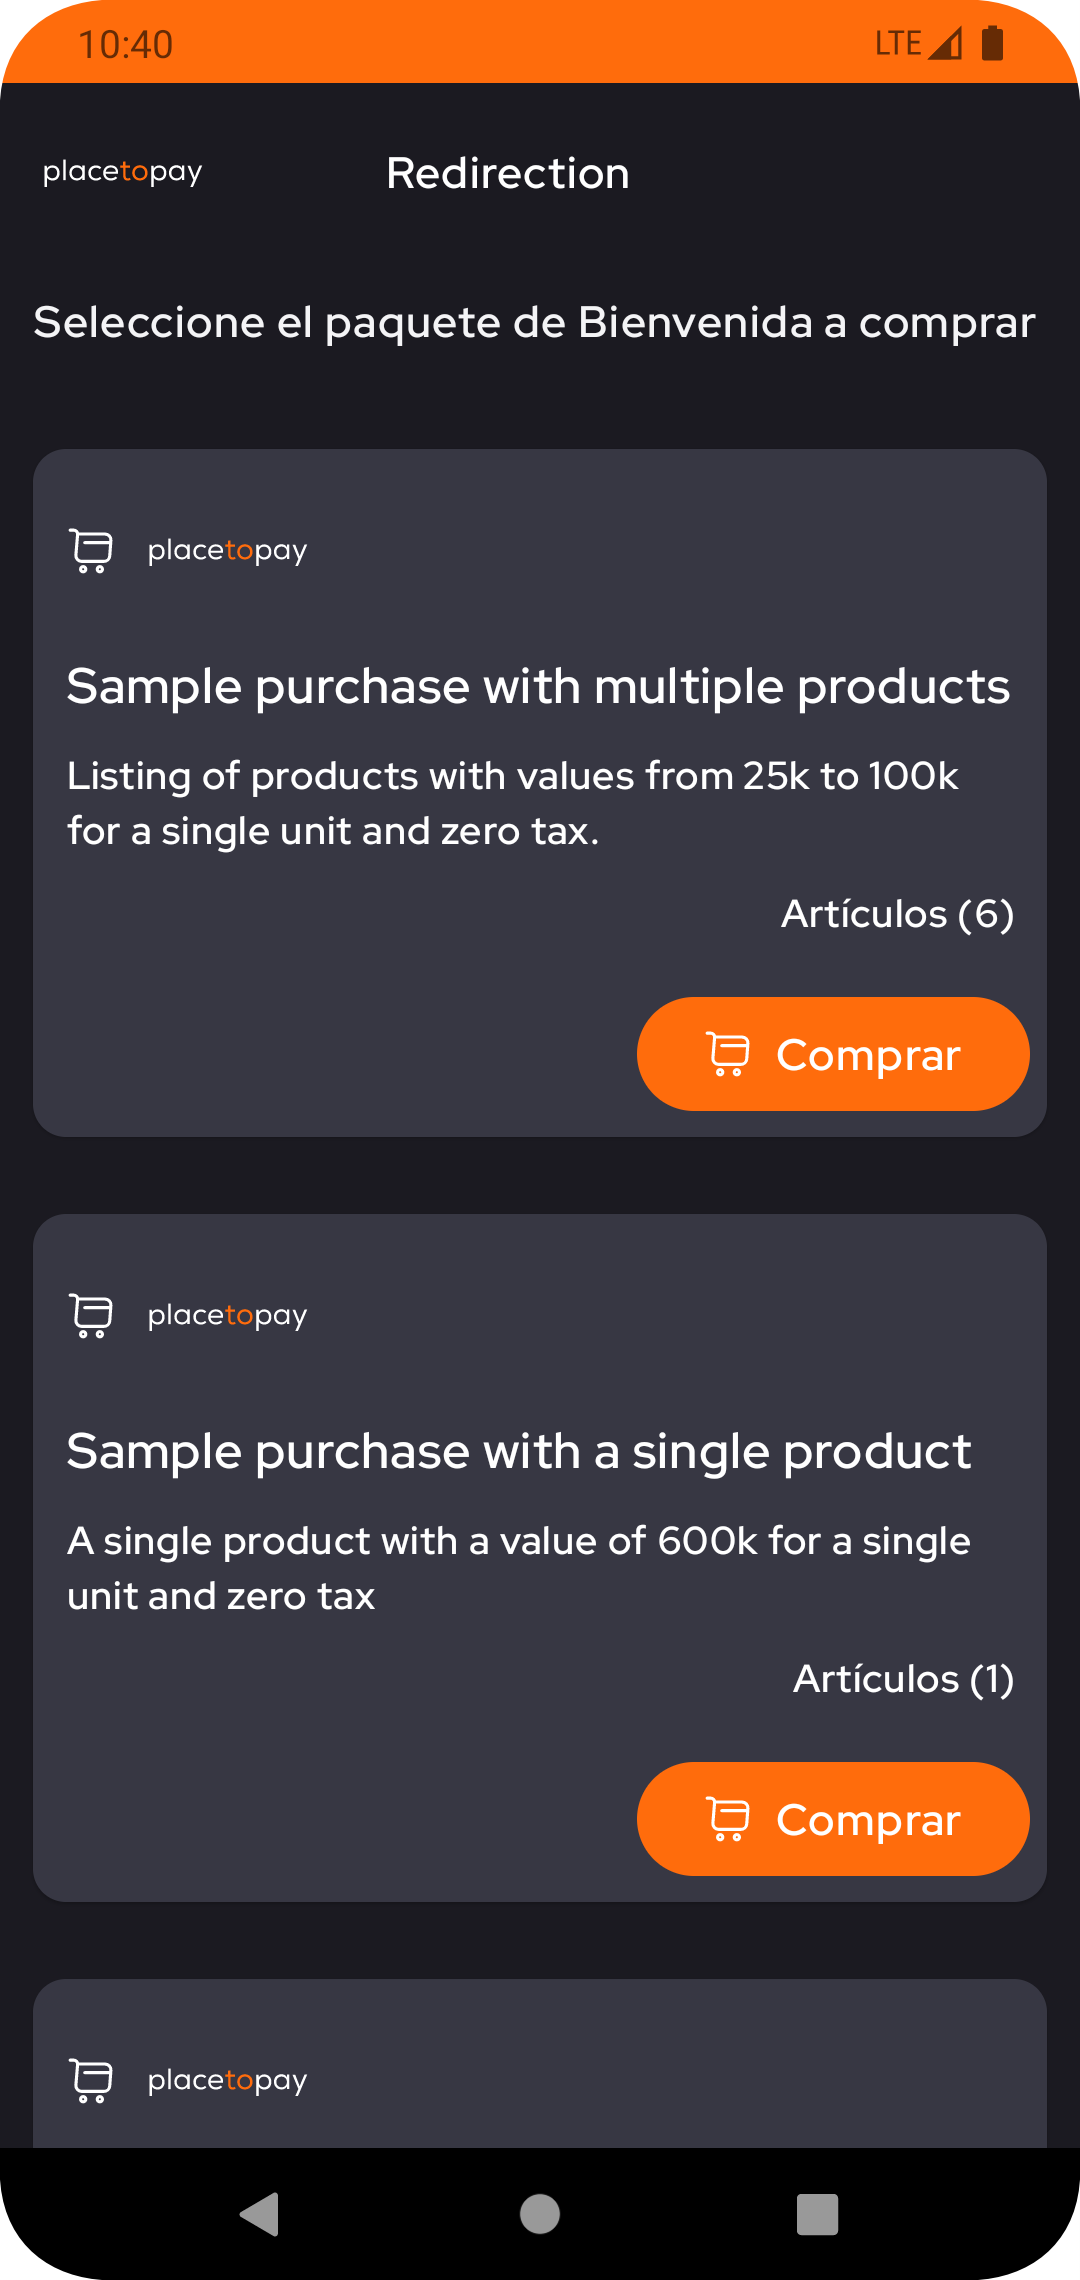 10:40 LTE
placetopay Redirection
Seleccione el paquete de Bienvenida a comprar
placetopay
Sample purchase with multiple products
Listing of products with values from 25k to 100k
for a single unit and zero tax.
Artículos (6)
Comprar
placetopay
Sample purchase with a single product
A single product with a value of 600k for a single
unit and zero tax
Artículos (1)
Comprar
placetopay